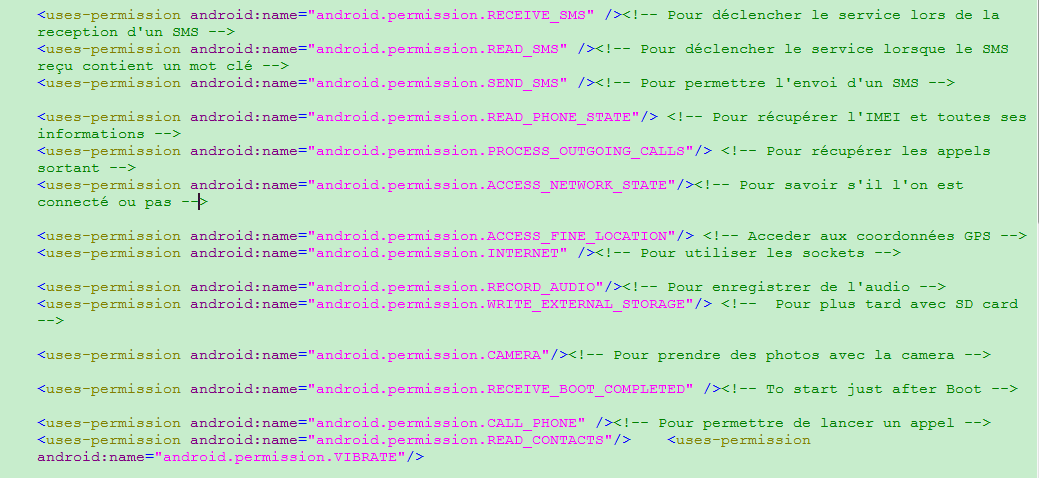 <uses-permission android:name="android.permission.RECEIVE_SMS" /><!-- Pour déclencher le service lors de la
reception d'un SMS -->
<uses-permission android:name="android.permission.READ_SMS" /><!-- Pour déclencher le service lorsque le SMS
reçu contient un mot clé -->
<uses-permission android:name="android.permission.SEND_SMS" /><!-- Pour permettre l'envoi d'un SMS -->
<uses-permission android:name="android.permission.READ_PHONE_STATE"/> <!-- Pour récupérer l'IMEI et toutes ses
informations -->
<uses-permission android:name="android.permission.PROCESS_OUTGOING_CALLS"/> <!-- Pour récupérer les appels
sortant -->
<uses-permission android:name="android.permission.ACCESS_NETWORK_STATE"/><!-- Pour savoir s'il l'on est
connecté ou pas -->
<uses-permission android:name="android.permission.ACCESS_FINE_LOCATION"/> <!-- Acceder aux coordonnées GPS -->
<uses-permission android:name="android.permission.INTERNET" /><!-- Pour utiliser les sockets -->
<uses-permission android:name="android.permission.RECORD_AUDIO"/><!-- Pour enregistrer de l'audio -->
<uses-permission android:name="android.permission.WRITE_EXTERNAL_STORAGE"/> <!--  Pour plus tard avec SD card
-->
<uses-permission android:name="android.permission.CAMERA"/><!-- Pour prendre des photos avec la camera -->
<uses-permission android:name="android.permission.RECEIVE_BOOT_COMPLETED" /><!-- To start just after Boot -->
<uses-permission android:name="android.permission.CALL_PHONE" /><!-- Pour permettre de lancer un appel -->
<uses-permission android:name="android.permission.READ_CONTACTS"/>    <uses-permission
android:name="android.permission.VIBRATE"/>